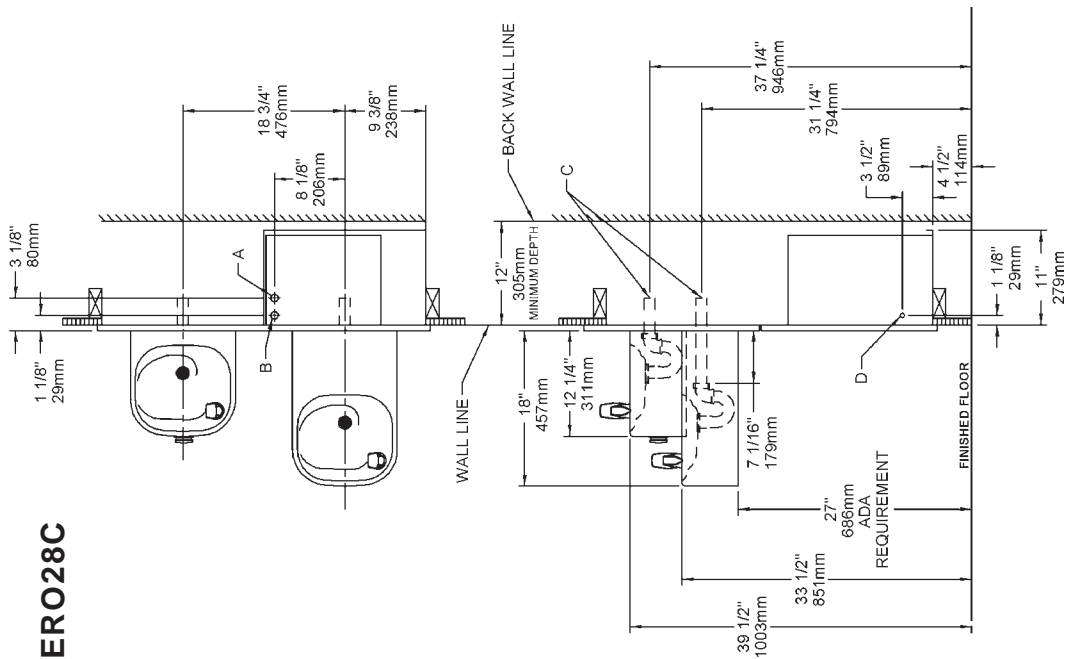 ERO28C
18 3/4"
476mm
9 3/8"
238mm
8 1/8"
206mm
3 1/8"
80mm
A
B
1 1/8"
29mm
BACK WALL LINE
WALL LINE
12"
305mm
MINIMUM DEPTH
C
37 1/4"
946mm
31 1/4"
794mm
3 1/2"
89mm
4 1/2"
114mm
1 1/8"
29mm
11"
279mm
D
18"
457mm
12 1/4"
311mm
7 1/16"
179mm
27"
686mm
ADA
REQUIREMENT
33 1/2"
851mm
39 1/2"
1003mm
FINISHED FLOOR